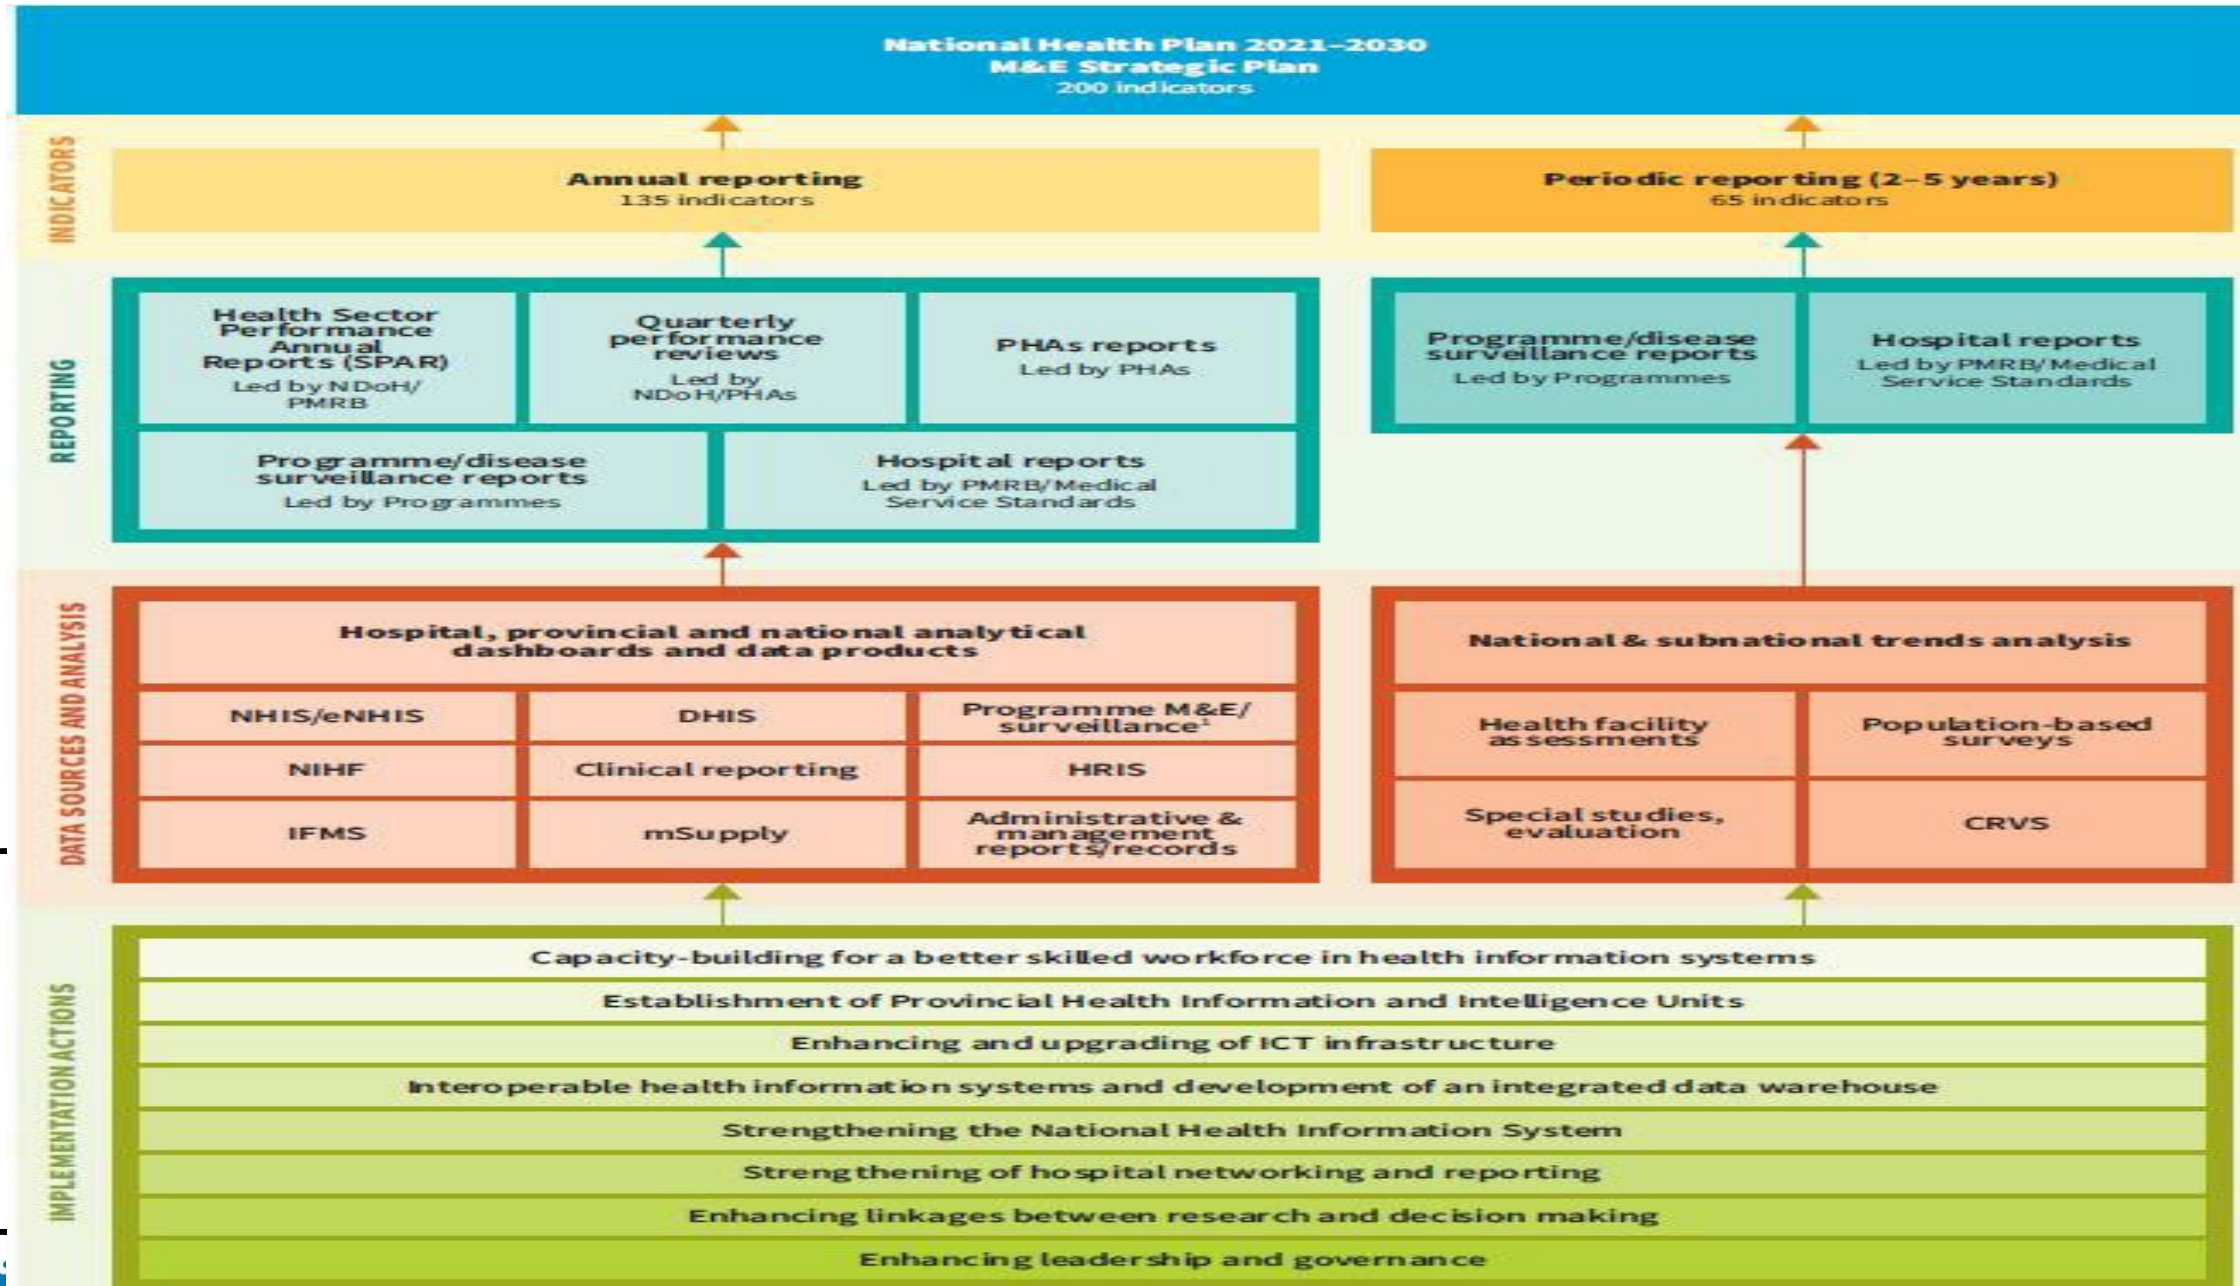 National Health Plan 2021–2030
M&E Strategic Plan
200 indicators
INDICATORS
Annual reporting
135 indicators
Periodic reporting (2–5 years)
65 indicators
REPORTING
Health Sector
Performance
Annual
Reports (SPAR)
Led by NDoH/
PMRB
Quarterly
performance
reviews
Led by
NDoH/PHAs
PHAs reports
Led by PHAs
Programme/disease
surveillance reports
Led by Programmes
Hospital reports
Led by PMRB/Medical
Service Standards
Programme/disease
surveillance reports
Led by Programmes
Hospital reports
Led by PMRB/Medical
Service Standards
DATA SOURCES AND ANALYSIS
Hospital, provincial and national analytical
dashboards and data products
NHIS/eNHIS
DHIS
Programme M&E/
surveillance¹
NIHF
Clinical reporting
HRIS
IFMS
mSupply
Administrative &
management
reports/records
National & subnational trends analysis
Health facility
assessments
Population-based
surveys
Special studies,
evaluation
CRVS
IMPLEMENTATION ACTIONS
Capacity-building for a better skilled workforce in health information systems
Establishment of Provincial Health Information and Intelligence Units
Enhancing and upgrading of ICT infrastructure
Interoperable health information systems and development of an integrated data warehouse
Strengthening the National Health Information System
Strengthening of hospital networking and reporting
Enhancing linkages between research and decision making
Enhancing leadership and governance